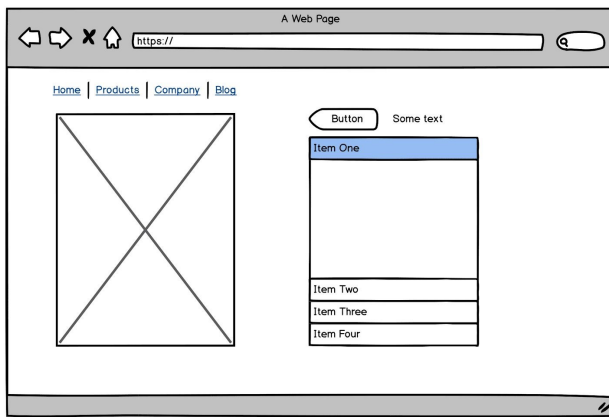 A Web Page
https://
Home Products Company Blog
Button Some text
Item One
Item Two
Item Three
Item Four